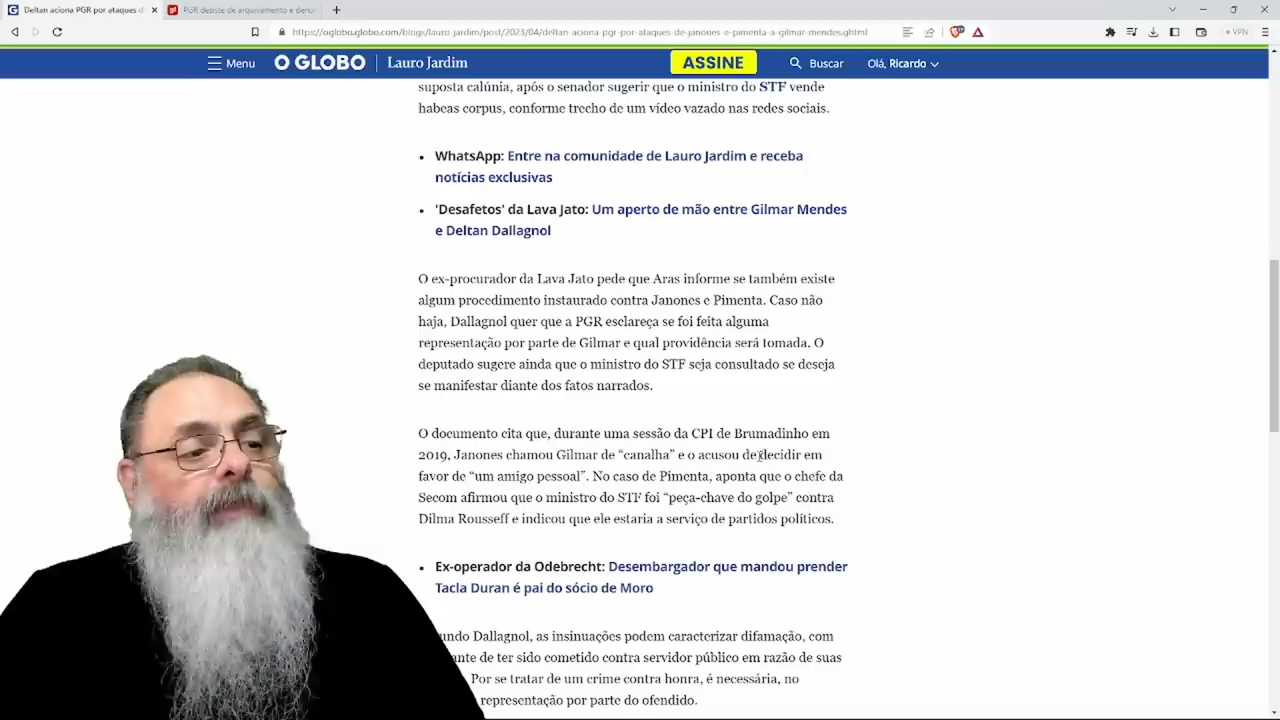 Deltan aciona PGR por ataques d
PGR desiste de arquivamento e denun
https://oglobo.globo.com/blogs/lauro-jardim/post/2023/04/deltan-aciona-pgr-por-ataques-de-janones-e-pimenta-a-gilmar-mendes.ghtml
VPN
Menu
O GLOBO
Lauro Jardim
ASSINE
Buscar
Olá, Ricardo
suposta calúnia, após o senador sugerir que o ministro do STF vende
habeas corpus, conforme trecho de um vídeo vazado nas redes sociais.
• WhatsApp: Entre na comunidade de Lauro Jardim e receba
notícias exclusivas
• 'Desafetos' da Lava Jato: Um aperto de mão entre Gilmar Mendes
e Deltan Dallagnol
O ex-procurador da Lava Jato pede que Aras informe se também existe
algum procedimento instaurado contra Janones e Pimenta. Caso não
haja, Dallagnol quer que a PGR esclareça se foi feita alguma
representação por parte de Gilmar e qual providência será tomada. O
deputado sugere ainda que o ministro do STF seja consultado se deseja
se manifestar diante dos fatos narrados.
O documento cita que, durante uma sessão da CPI de Brumadinho em
2019, Janones chamou Gilmar de “canalha” e o acusou de decidir em
favor de “um amigo pessoal”. No caso de Pimenta, aponta que o chefe da
Secom afirmou que o ministro do STF foi “peça-chave do golpe” contra
Dilma Rousseff e indicou que ele estaria a serviço de partidos políticos.
• Ex-operador da Odebrecht: Desembargador que mandou prender
Tacla Duran é pai do sócio de Moro
undo Dallagnol, as insinuações podem caracterizar difamação, com
ante de ter sido cometido contra servidor público em razão de suas
Por se tratar de um crime contra honra, é necessária, no
representação por parte do ofendido.